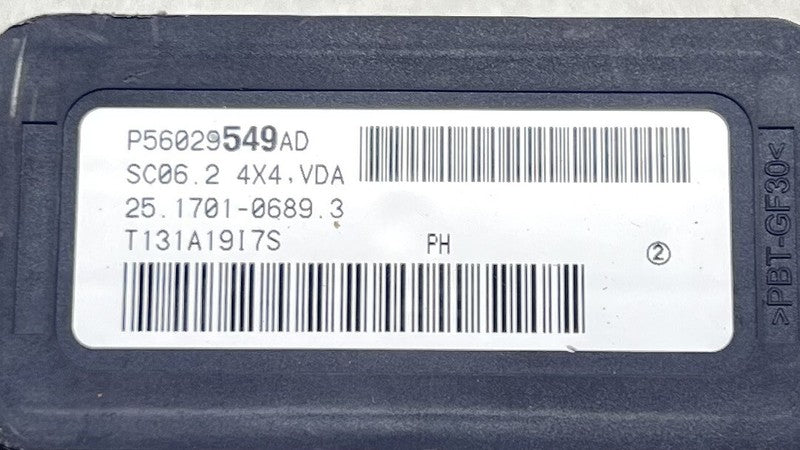 P56029549AD
SC06.2 4X4,VDA
25.1701-0689.3
T131A19I7S PH ②
>PBT-GF30<